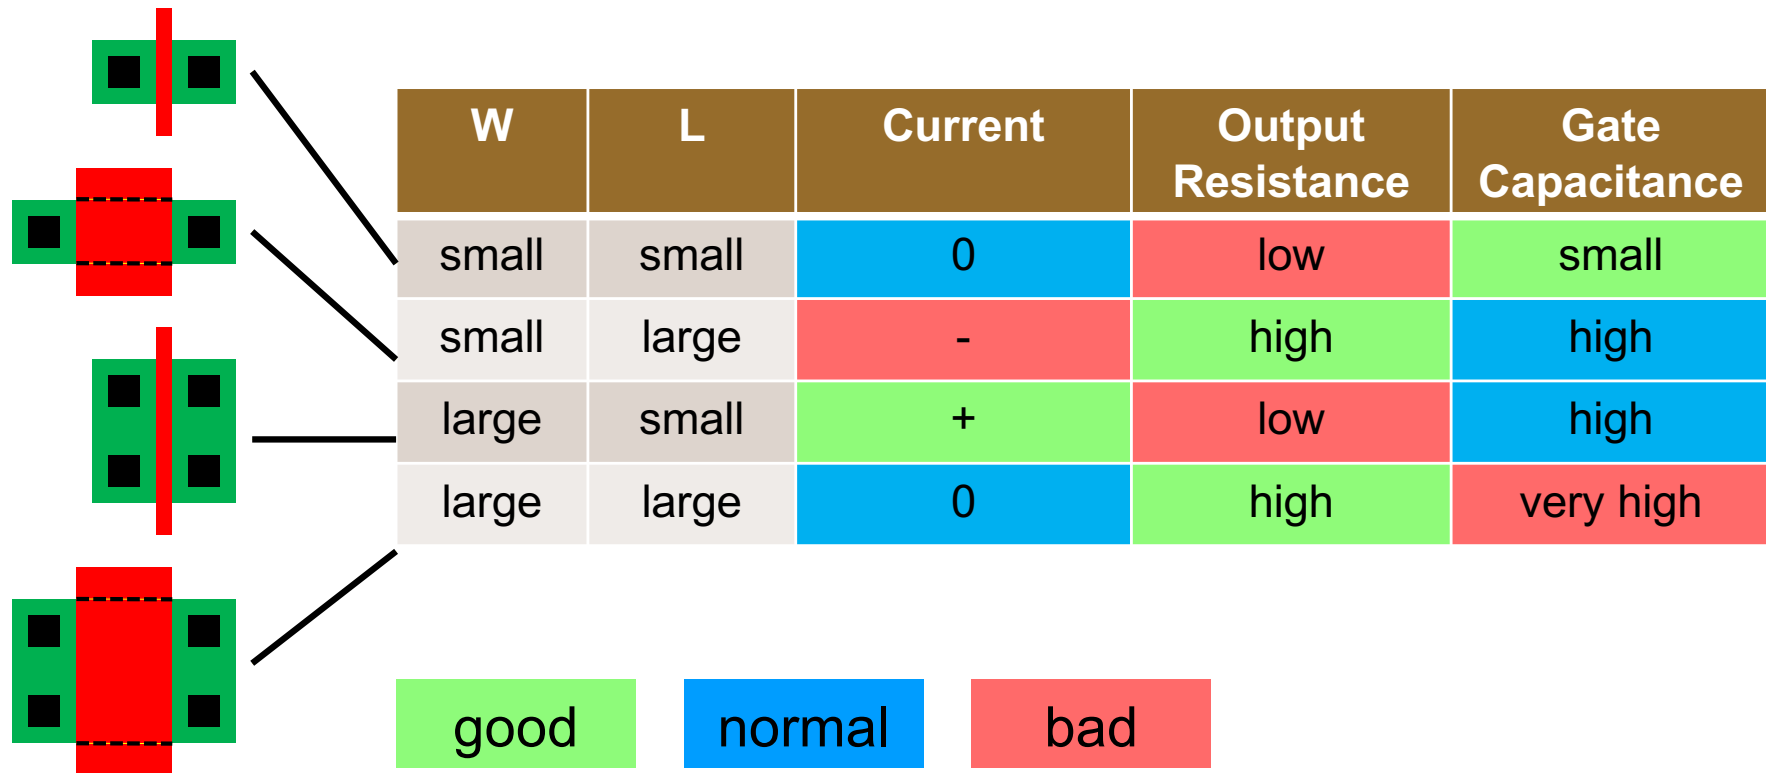 W L Current Output Resistance Gate Capacitance
small small 0 low small
small large - high high
large small + low high
large large 0 high very high
good normal bad